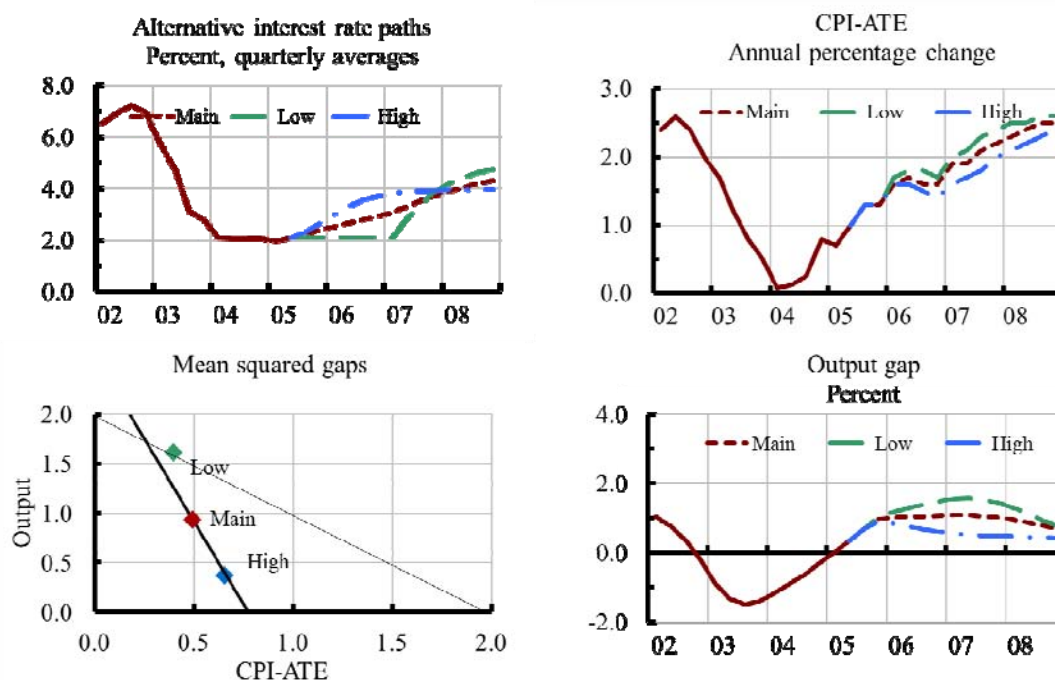 Alternative interest rate paths
Percent, quarterly averages
8.0
Main Low High
6.0
4.0
2.0
0.0
02 03 04 05 06 07 08
CPI-ATE
Annual percentage change
3.0
Main Low High
2.0
1.0
0.0
02 03 04 05 06 07 08
Mean squared gaps
Output
2.0
1.5
Low
1.0
Main
0.5
High
0.0
0.0 0.5 1.0 1.5 2.0
CPI-ATE
Output gap
Percent
4.0
Main Low High
2.0
0.0
-2.0
02 03 04 05 06 07 08